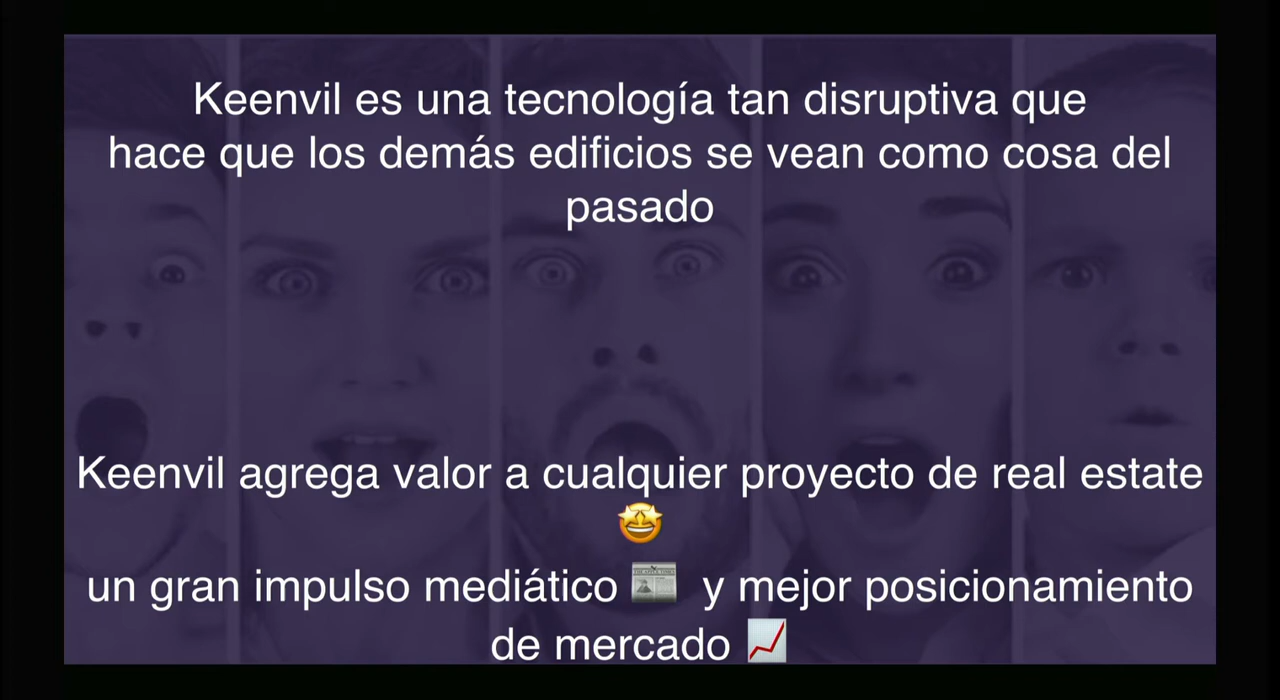 Keenvil es una tecnología tan disruptiva que
hace que los demás edificios se vean como cosa del
pasado
Keenvil agrega valor a cualquier proyecto de real estate
🤩
un gran impulso mediático 📰 y mejor posicionamiento
de mercado 📈